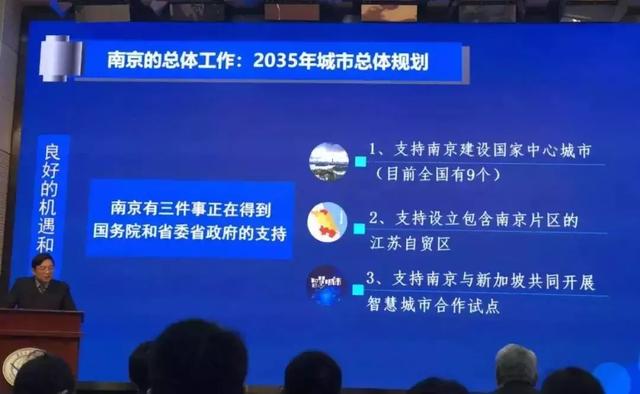 南京的总体工作：2035年城市总体规划
良好的机遇和
南京有三件事正在得到
国务院和省委省政府的支持
1、支持南京建设国家中心城市
（目前全国有9个）
2、支持设立包含南京片区的
江苏自贸区
3、支持南京与新加坡共同开展
智慧城市合作试点